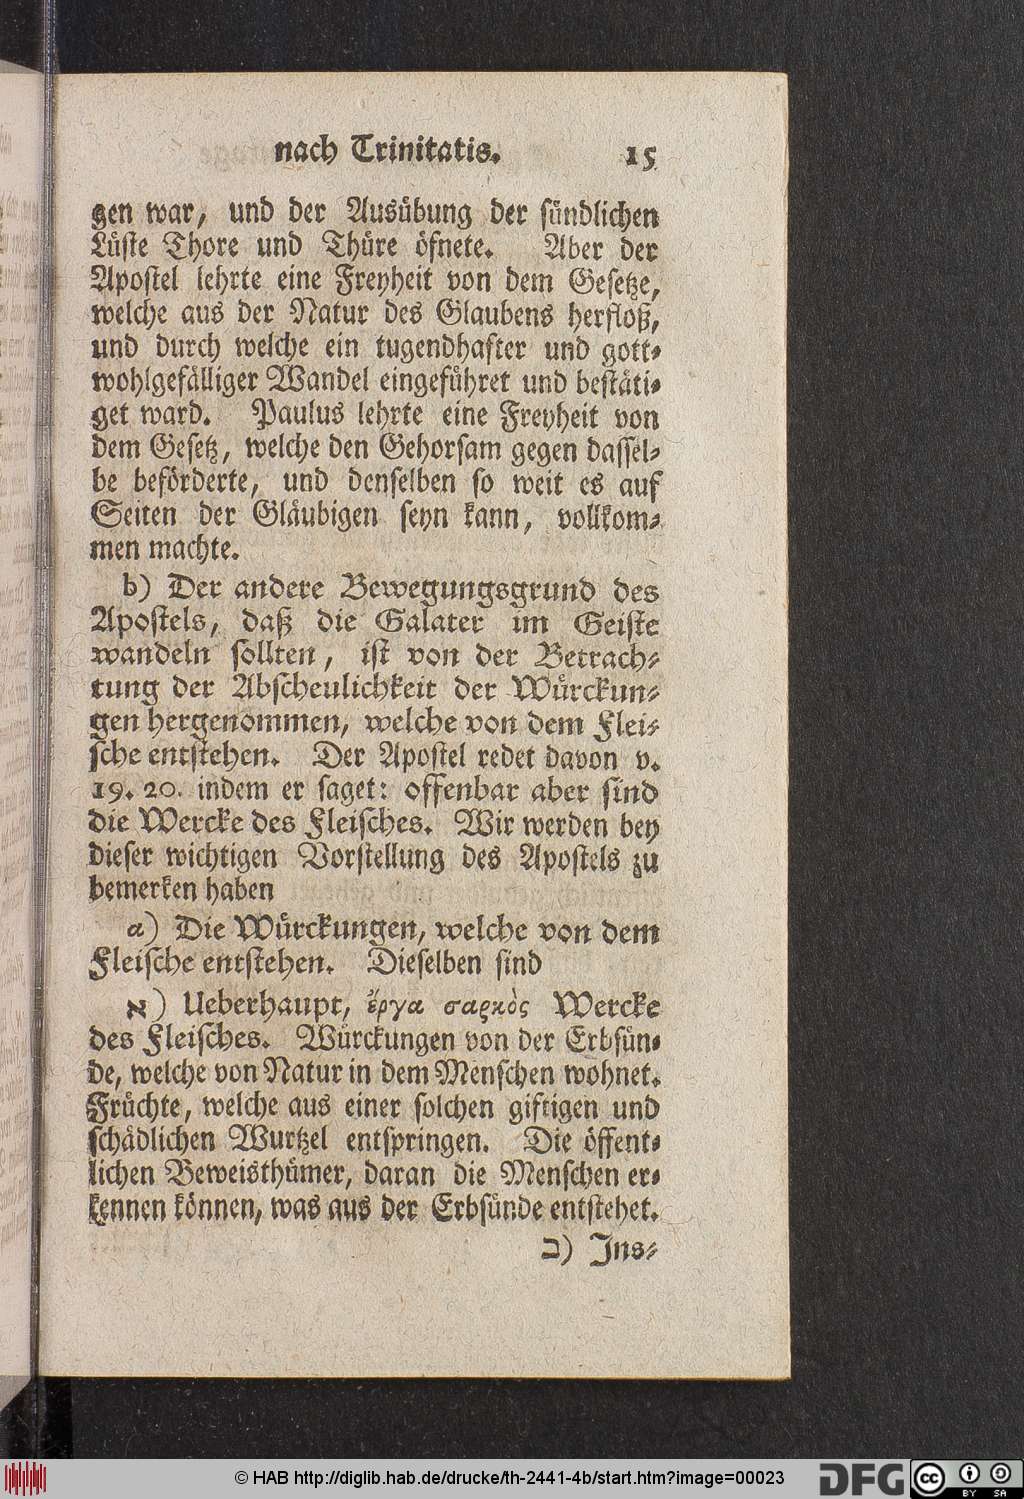 nach Trinitatis. 15
gen war, und der Ausübung der sündlichen
Lüste Thore und Thüre öfnete. Aber der
Apostel lehrte eine Freyheit von dem Gesetze,
welche aus der Natur des Glaubens herfloß,
und durch welche ein tugendhafter und gott-
wohlgefälliger Wandel eingeführet und bestäti-
get ward. Paulus lehrte eine Freyheit von
dem Gesetz, welche den Gehorsam gegen dassel-
be beförderte, und denselben so weit es auf
Seiten der Gläubigen seyn kann, vollkom-
men machte.
b) Der andere Bewegungsgrund des
Apostels, daß die Galater im Geiste
wandeln sollten, ist von der Betrach-
tung der Abscheulichkeit der Würckun-
gen hergenommen, welche von dem Flei-
sche entstehen. Der Apostel redet davon v.
19. 20. indem er saget: offenbar aber sind
die Wercke des Fleisches. Wir werden bey
dieser wichtigen Vorstellung des Apostels zu
bemerken haben
a) Die Würckungen, welche von dem
Fleische entstehen. Dieselben sind
א) Ueberhaupt, ἔργα σαρκὸς Wercke
des Fleisches. Würckungen von der Erbsün-
de, welche von Natur in dem Menschen wohnet.
Früchte, welche aus einer solchen giftigen und
schädlichen Wurtzel entspringen. Die öffent-
lichen Beweisthümer, daran die Menschen er-
kennen können, was aus der Erbsünde entstehet.
ב) Ins-
© HAB http://diglib.hab.de/drucke/th-2441-4b/start.htm?image=00023
DFG cc BY SA